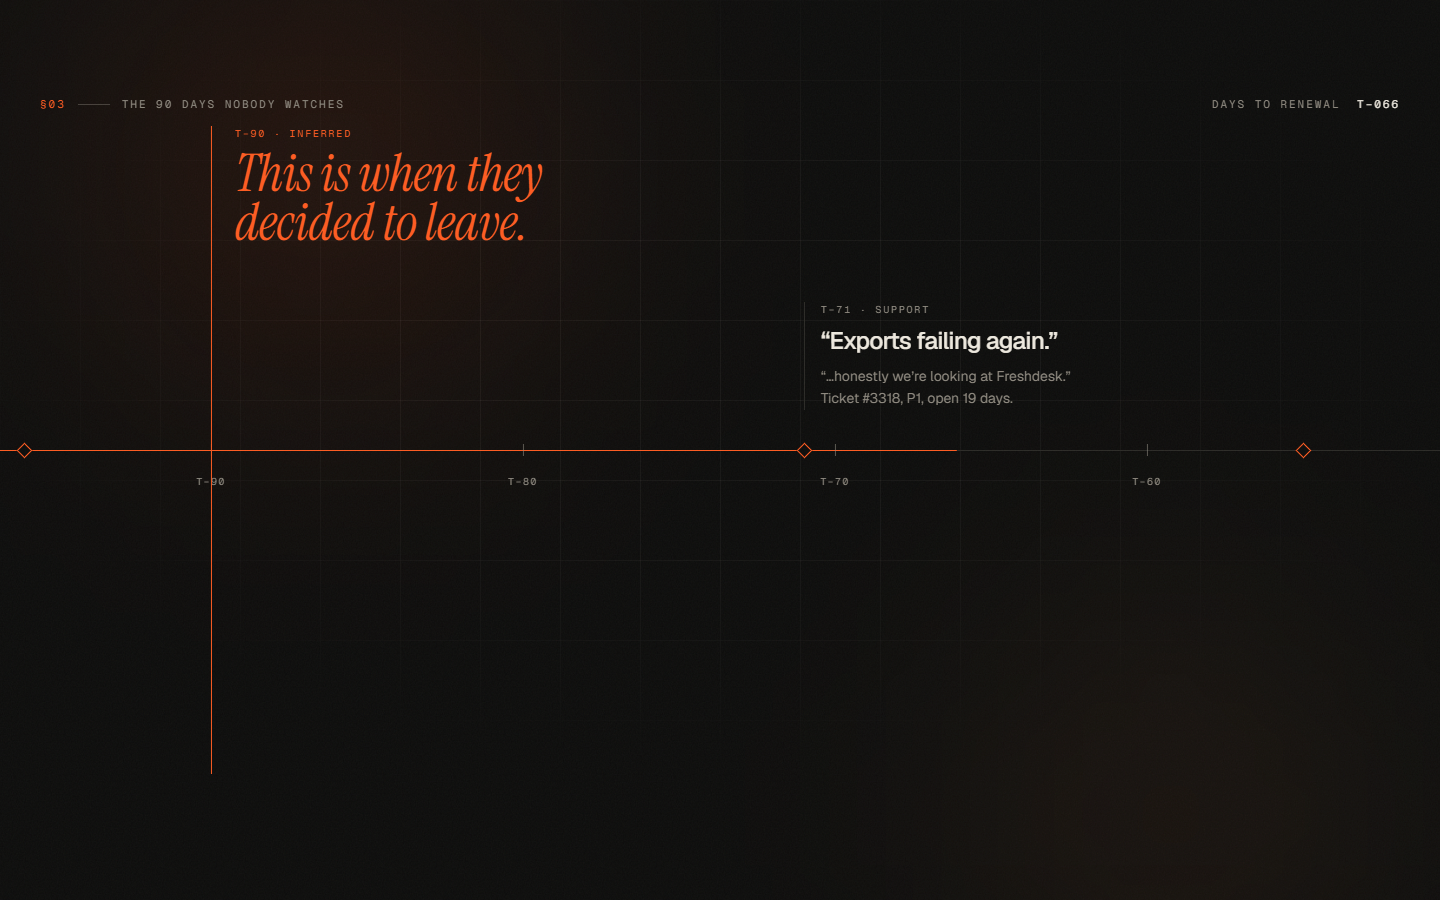 §03 THE 90 DAYS NOBODY WATCHES
DAYS TO RENEWAL T–066
T–90 · INFERRED
This is when they
decided to leave.
T–71 · SUPPORT
“Exports failing again.”
“…honestly we’re looking at Freshdesk.”
Ticket #3318, P1, open 19 days.
T–90
T–80
T–70
T–60